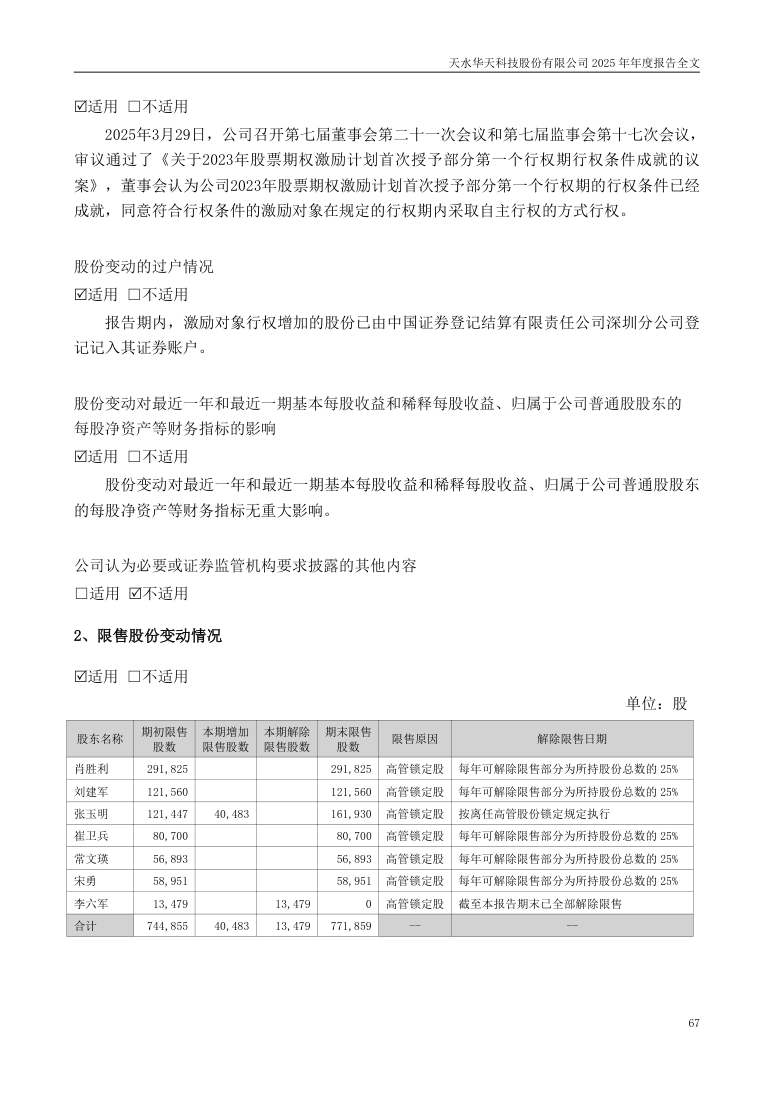 天水华天科技股份有限公司 2025 年年度报告全文
☑适用 □不适用
2025年3月29日，公司召开第七届董事会第二十一次会议和第七届监事会第十七次会议，
审议通过了《关于2023年股票期权激励计划首次授予部分第一个行权期行权条件成就的议
案》，董事会认为公司2023年股票期权激励计划首次授予部分第一个行权期的行权条件已经
成就，同意符合行权条件的激励对象在规定的行权期内采取自主行权的方式行权。
股份变动的过户情况
☑适用 □不适用
报告期内，激励对象行权增加的股份已由中国证券登记结算有限责任公司深圳分公司登
记记入其证券账户。
股份变动对最近一年和最近一期基本每股收益和稀释每股收益、归属于公司普通股股东的
每股净资产等财务指标的影响
☑适用 □不适用
股份变动对最近一年和最近一期基本每股收益和稀释每股收益、归属于公司普通股股东
的每股净资产等财务指标无重大影响。
公司认为必要或证券监管机构要求披露的其他内容
□适用 ☑不适用
2、限售股份变动情况
☑适用 □不适用
单位：股
股东名称 期初限售股数 本期增加限售股数 本期解除限售股数 期末限售股数 限售原因 解除限售日期
肖胜利 291,825 291,825 高管锁定股 每年可解除限售部分为所持股份总数的 25%
刘建军 121,560 121,560 高管锁定股 每年可解除限售部分为所持股份总数的 25%
张玉明 121,447 40,483 161,930 高管锁定股 按离任高管股份锁定规定执行
崔卫兵 80,700 80,700 高管锁定股 每年可解除限售部分为所持股份总数的 25%
常文瑛 56,893 56,893 高管锁定股 每年可解除限售部分为所持股份总数的 25%
宋勇 58,951 58,951 高管锁定股 每年可解除限售部分为所持股份总数的 25%
李六军 13,479 13,479 0 高管锁定股 截至本报告期末已全部解除限售
合计 744,855 40,483 13,479 771,859 -- --
67